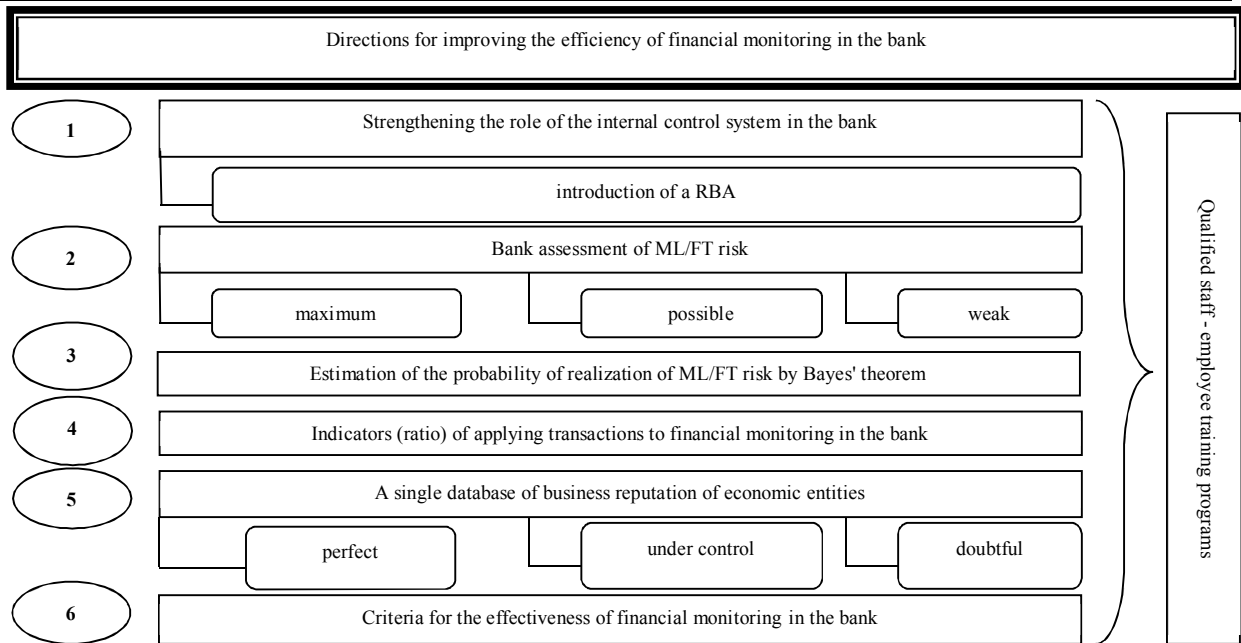 Directions for improving the efficiency of financial monitoring in the bank
1
Strengthening the role of the internal control system in the bank
introduction of a RBA
2
Bank assessment of ML/FT risk
maximum
possible
weak
3
Estimation of the probability of realization of ML/FT risk by Bayes' theorem
4
Indicators (ratio) of applying transactions to financial monitoring in the bank
5
A single database of business reputation of economic entities
perfect
under control
doubtful
6
Criteria for the effectiveness of financial monitoring in the bank
Qualified staff - employee training programs